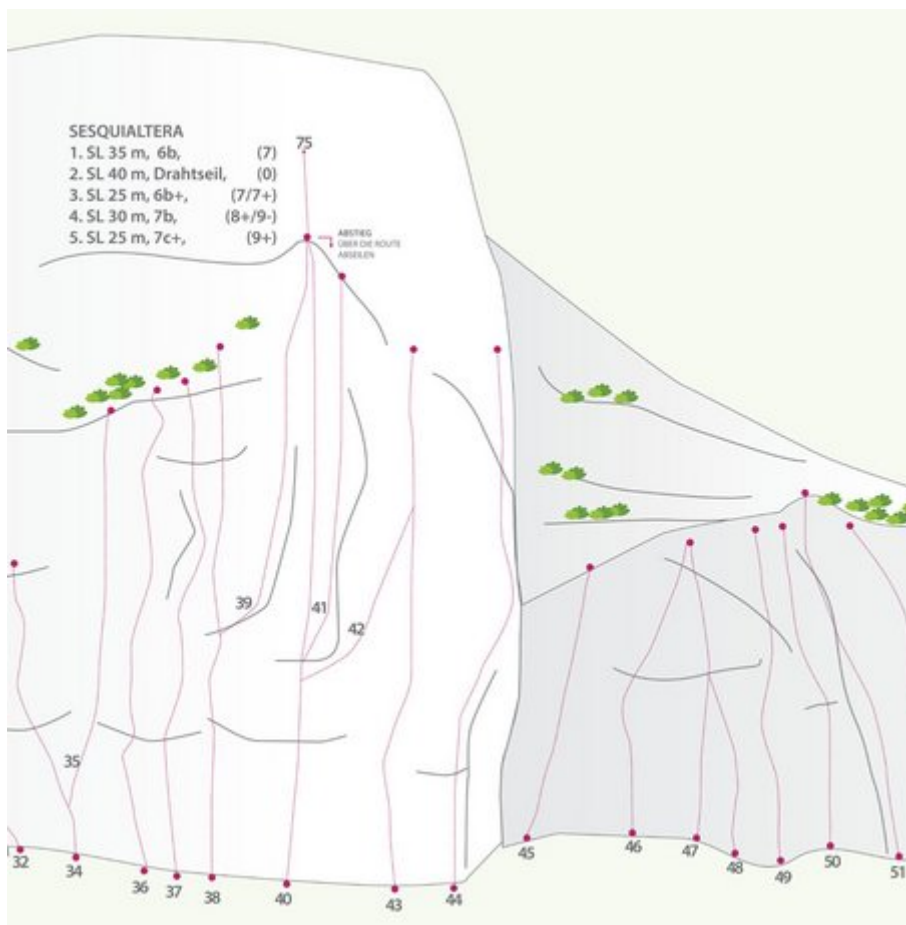 SESQUIALTERA
1. SL 35 m, 6b, (7)
2. SL 40 m, Drahtseil, (0)
3. SL 25 m, 6b+, (7/7+)
4. SL 30 m, 7b, (8+/9-)
5. SL 25 m, 7c+, (9+)
75
ABSTIEG
ÜBER DIE ROUTE
ABSEILEN
39
41
42
35
32
34
36
37
38
40
43
44
45
46
47
48
49
50
51